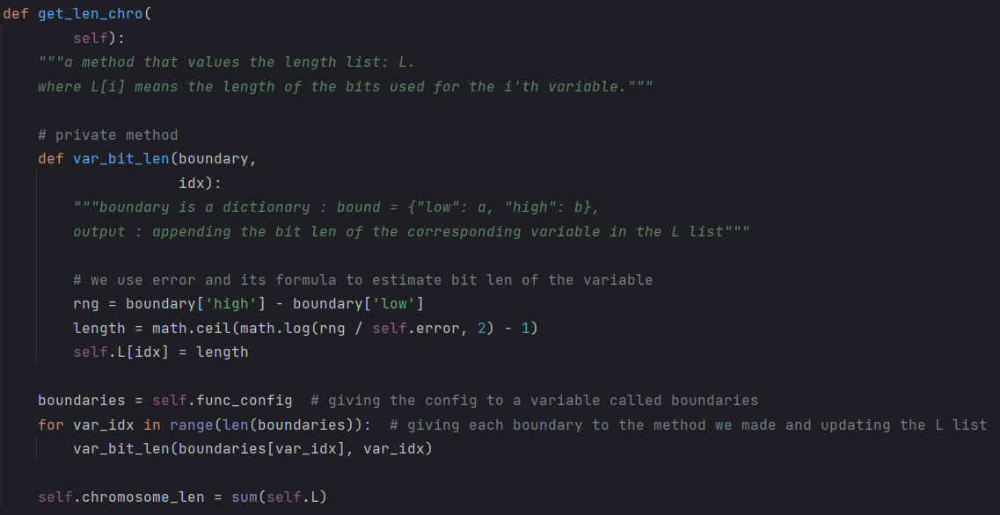 def get_len_chro(
        self):
    """a method that values the length list: L.
    where L[i] means the length of the bits used for the i'th variable."""

    # private method
    def var_bit_len(boundary,
                    idx):
        """boundary is a dictionary : bound = {"low": a, "high": b},
        output : appending the bit len of the corresponding variable in the L list"""

        # we use error and its formula to estimate bit len of the variable
        rng = boundary['high'] - boundary['low']
        length = math.ceil(math.log(rng / self.error, 2) - 1)
        self.L[idx] = length

    boundaries = self.func_config  # giving the config to a variable called boundaries
    for var_idx in range(len(boundaries)):  # giving each boundary to the method we made and updating the L list
        var_bit_len(boundaries[var_idx], var_idx)

    self.chromosome_len = sum(self.L)